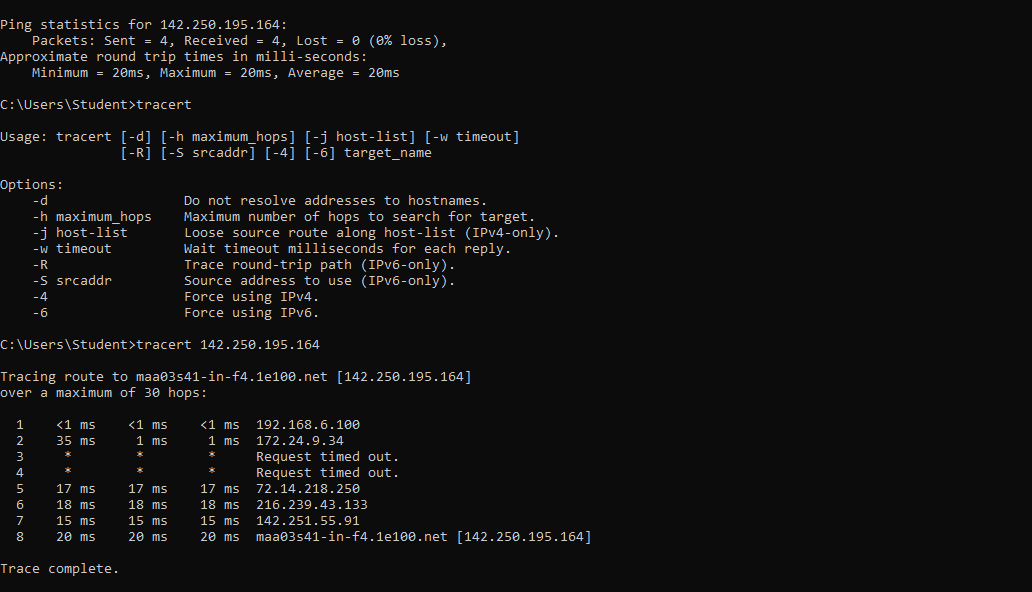 Ping statistics for 142.250.195.164:
    Packets: Sent = 4, Received = 4, Lost = 0 (0% loss),
Approximate round trip times in milli-seconds:
    Minimum = 20ms, Maximum = 20ms, Average = 20ms

C:\Users\Student>tracert

Usage: tracert [-d] [-h maximum_hops] [-j host-list] [-w timeout]
               [-R] [-S srcaddr] [-4] [-6] target_name

Options:
    -d                 Do not resolve addresses to hostnames.
    -h maximum_hops    Maximum number of hops to search for target.
    -j host-list       Loose source route along host-list (IPv4-only).
    -w timeout         Wait timeout milliseconds for each reply.
    -R                 Trace round-trip path (IPv6-only).
    -S srcaddr         Source address to use (IPv6-only).
    -4                 Force using IPv4.
    -6                 Force using IPv6.

C:\Users\Student>tracert 142.250.195.164

Tracing route to maa03s41-in-f4.1e100.net [142.250.195.164]
over a maximum of 30 hops:

  1    <1 ms    <1 ms    <1 ms  192.168.6.100
  2    35 ms     1 ms     1 ms  172.24.9.34
  3     *        *        *     Request timed out.
  4     *        *        *     Request timed out.
  5    17 ms    17 ms    17 ms  72.14.218.250
  6    18 ms    18 ms    18 ms  216.239.43.133
  7    15 ms    15 ms    15 ms  142.251.55.91
  8    20 ms    20 ms    20 ms  maa03s41-in-f4.1e100.net [142.250.195.164]

Trace complete.